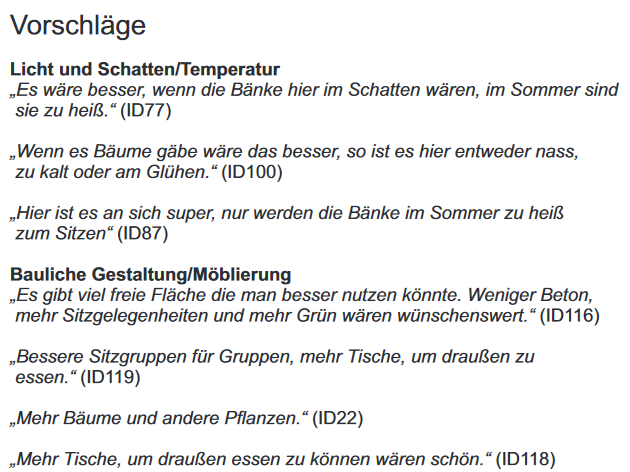 Vorschläge
Licht und Schatten/Temperatur
„Es wäre besser, wenn die Bänke hier im Schatten wären, im Sommer sind
sie zu heiß.“ (ID77)
„Wenn es Bäume gäbe wäre das besser, so ist es hier entweder nass,
zu kalt oder am Glühen.“ (ID100)
„Hier ist es an sich super, nur werden die Bänke im Sommer zu heiß
zum Sitzen“ (ID87)
Bauliche Gestaltung/Möblierung
„Es gibt viel freie Fläche die man besser nutzen könnte. Weniger Beton,
mehr Sitzgelegenheiten und mehr Grün wären wünschenswert.“ (ID116)
„Bessere Sitzgruppen für Gruppen, mehr Tische, um draußen zu
essen.“ (ID119)
„Mehr Bäume und andere Pflanzen.“ (ID22)
„Mehr Tische, um draußen essen zu können wären schön.“ (ID118)